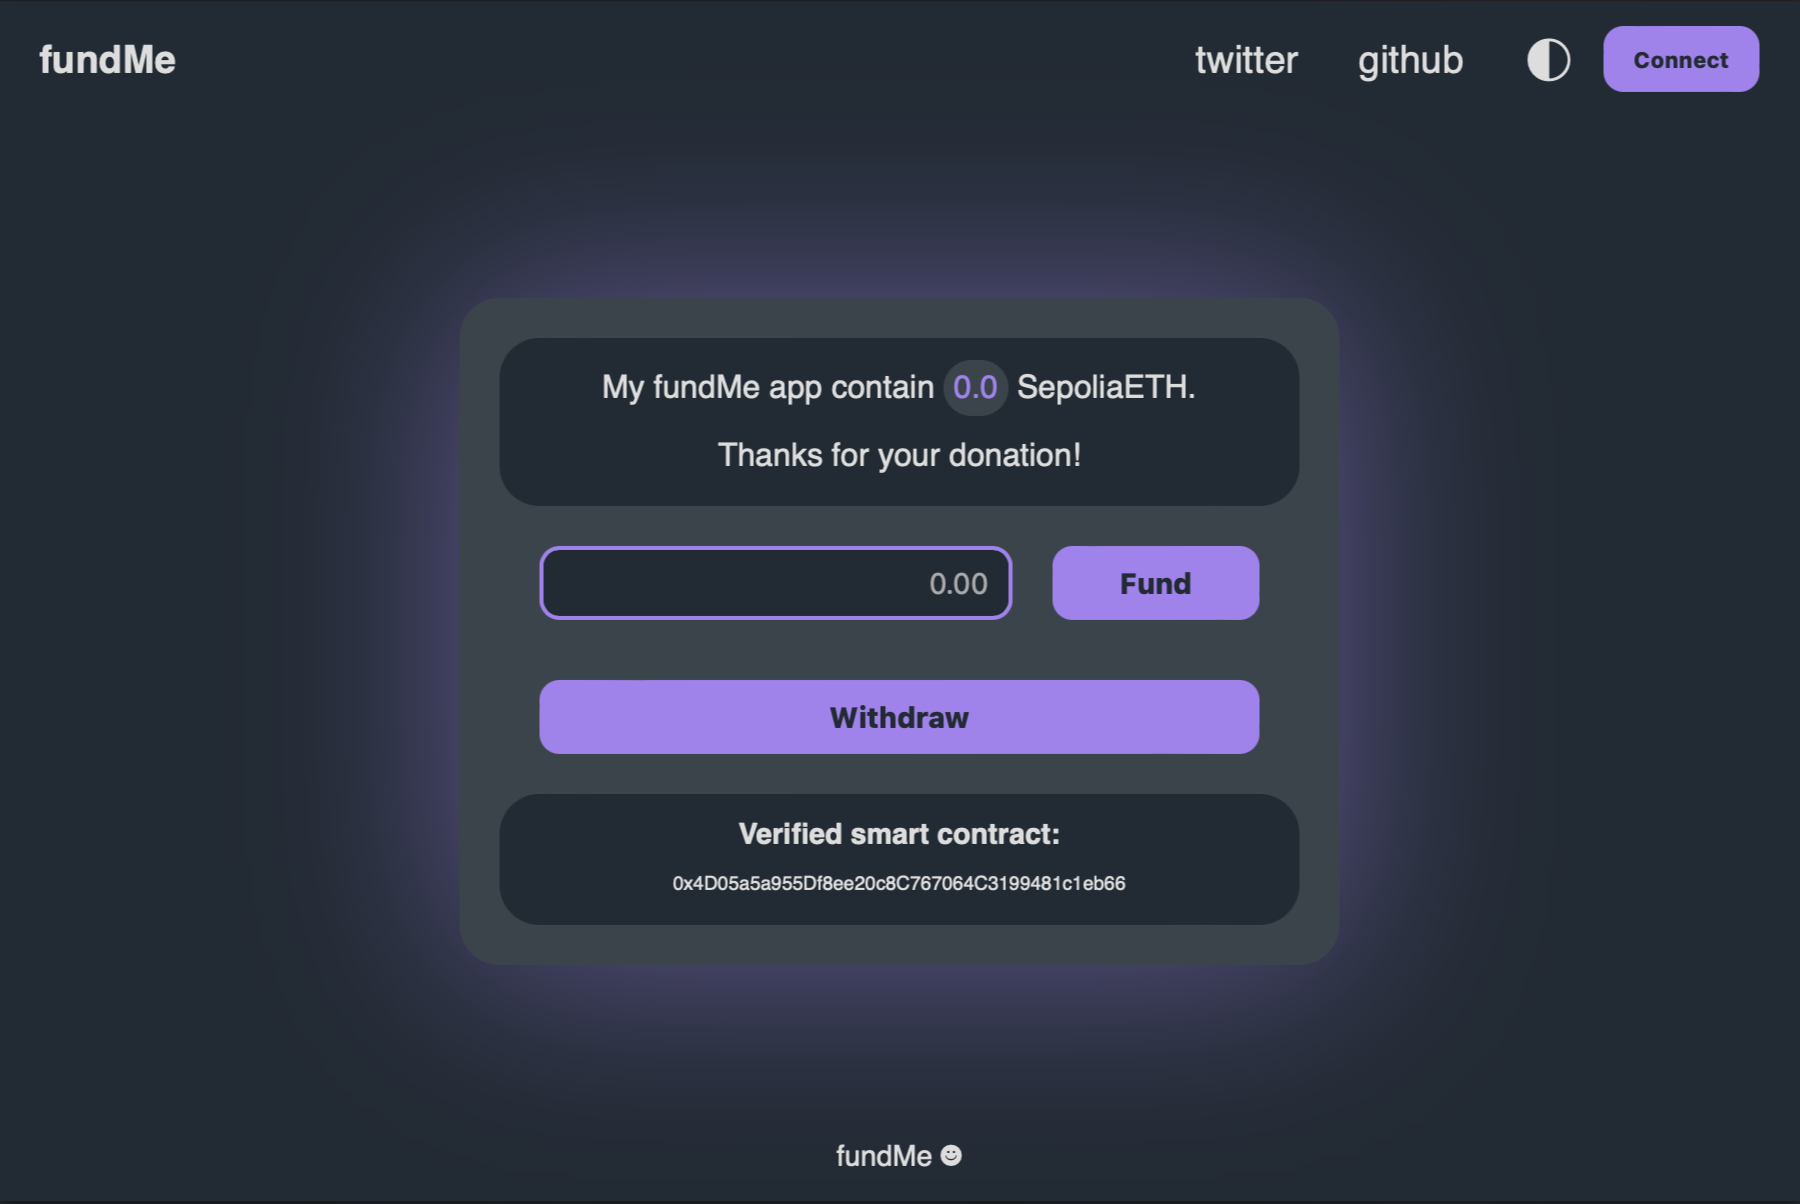 fundMe
twitter github Connect
My fundMe app contain 0.0 SepoliaETH.
Thanks for your donation!
0.00 Fund
Withdraw
Verified smart contract:
0x4D05a5a955Df8ee20c8C767064C3199481c1eb66
fundMe ☻